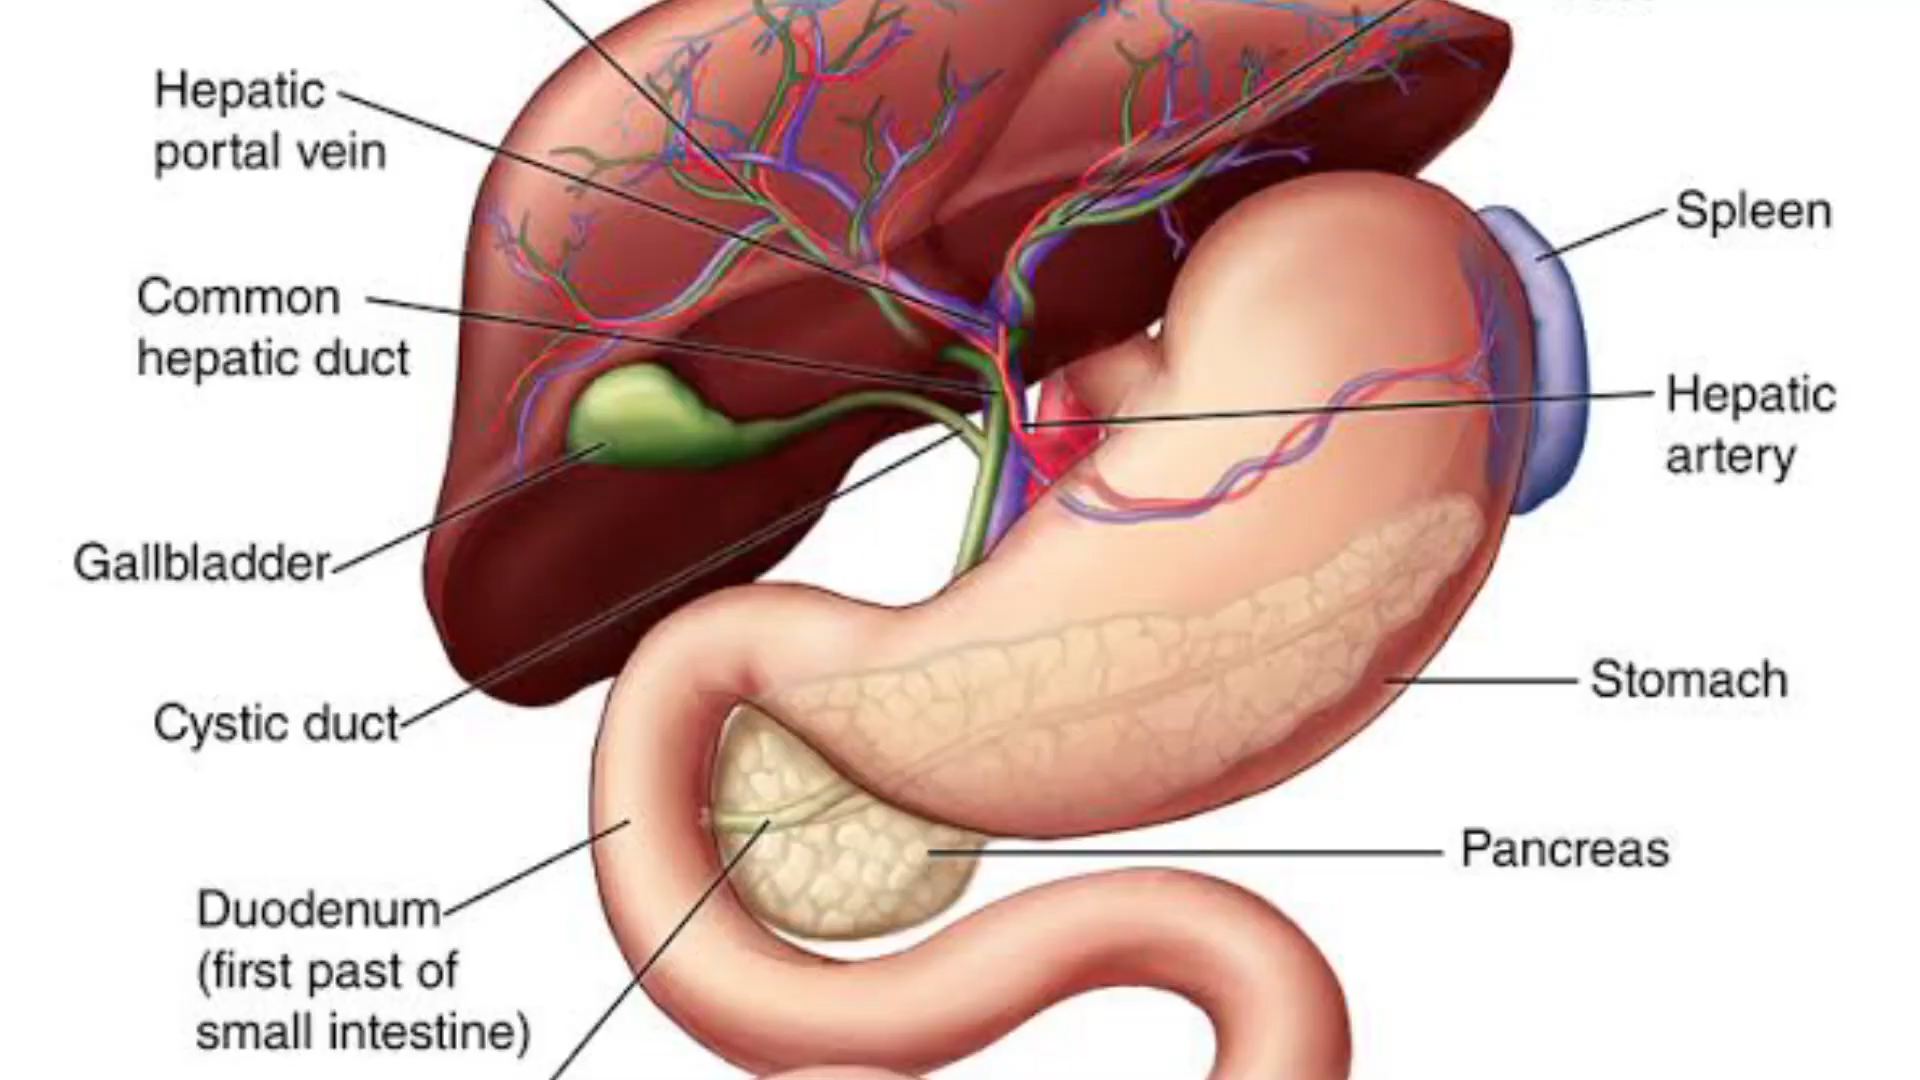 Hepatic
portal vein
Common
hepatic duct
Gallbladder
Cystic duct
Duodenum
(first past of
small intestine)
Spleen
Hepatic
artery
Stomach
Pancreas